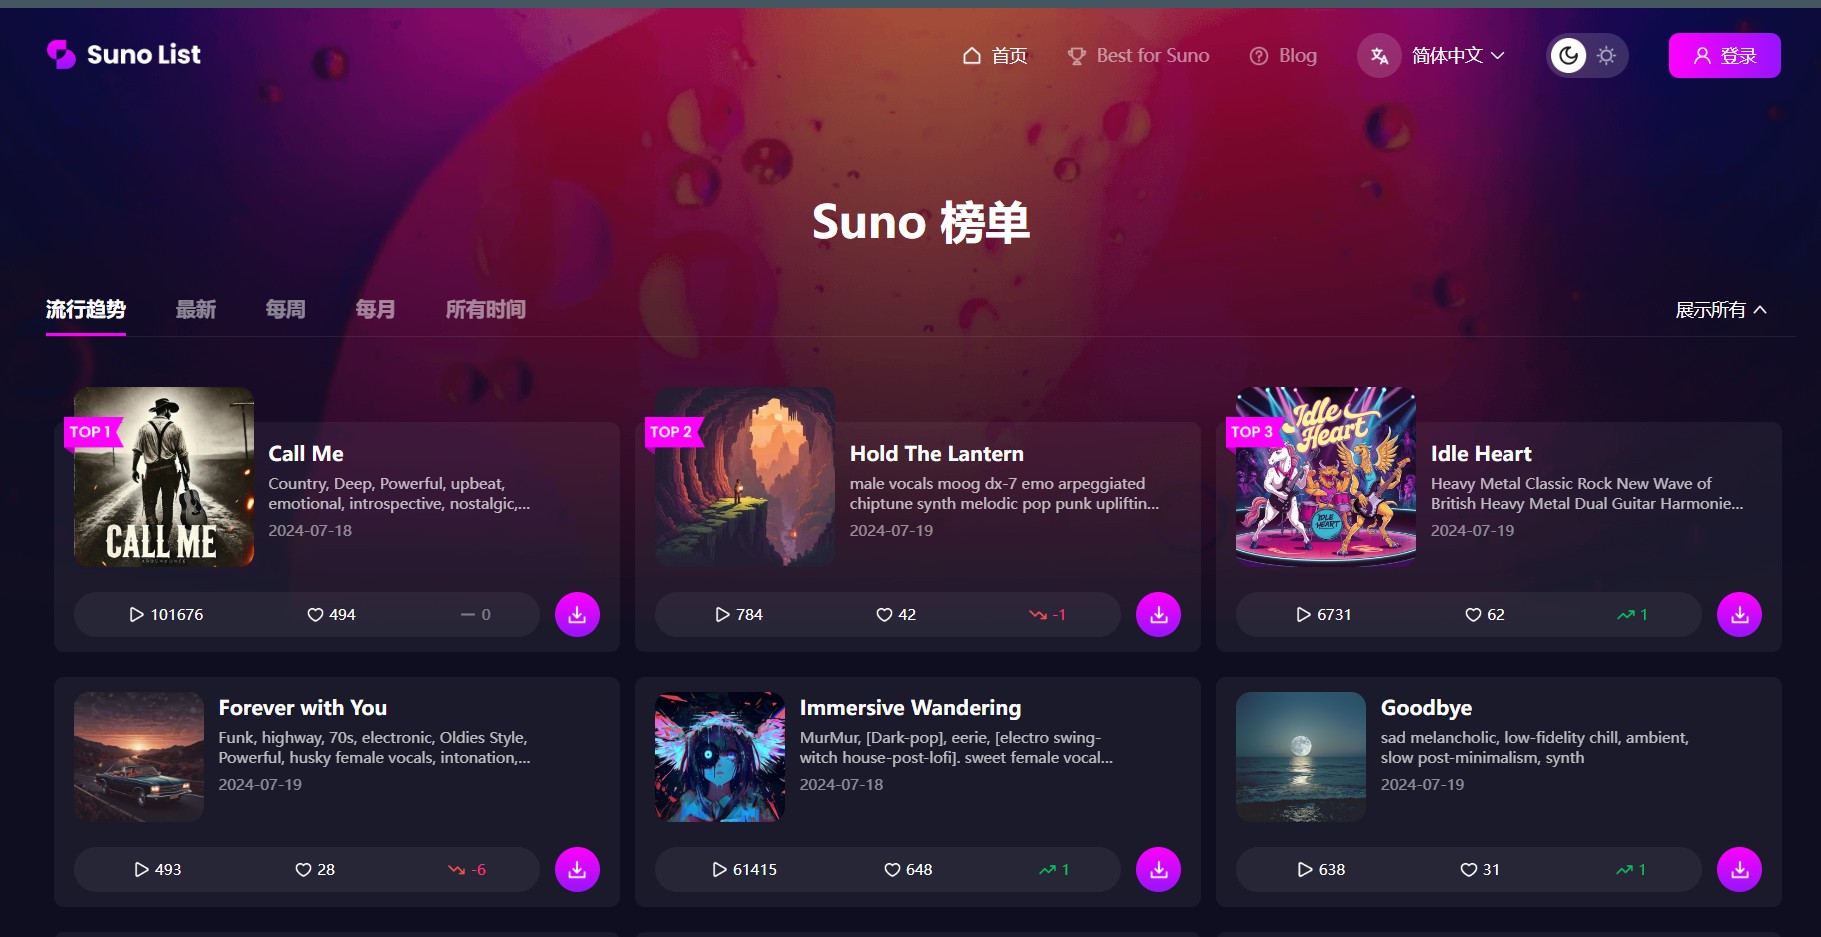 Suno List
首页
Best for Suno
Blog
简体中文
登录
Suno 榜单
流行趋势
最新
每周
每月
所有时间
展示所有
TOP 1
CALL ME
Call Me
Country, Deep, Powerful, upbeat,
emotional, introspective, nostalgic,...
2024-07-18
101676
494
0
TOP 2
Hold The Lantern
male vocals moog dx-7 emo arpeggiated
chiptune synth melodic pop punk upliftin...
2024-07-19
784
42
-1
TOP 3
Idle
Heart
IDLE
HEART
Idle Heart
Heavy Metal Classic Rock New Wave of
British Heavy Metal Dual Guitar Harmonie...
2024-07-19
6731
62
1
Forever with You
Funk, highway, 70s, electronic, Oldies Style,
Powerful, husky female vocals, intonation,...
2024-07-19
493
28
-6
Immersive Wandering
MurMur, [Dark-pop], eerie, [electro swing-
witch house-post-lofi]. sweet female vocal...
2024-07-18
61415
648
1
Goodbye
sad melancholic, low-fidelity chill, ambient,
slow post-minimalism, synth
2024-07-19
638
31
1